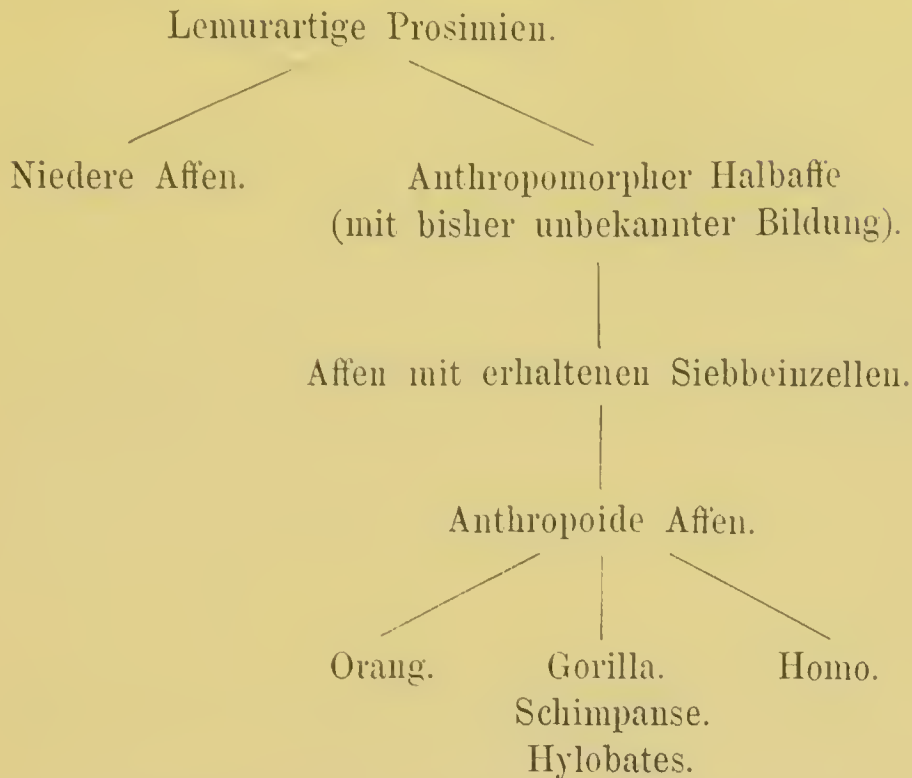 Lemurartige Prosimien.
Niedere Affen.
Anthropomorpher Halbaffe
(mit bisher unbekannter Bildung).
Affen mit erhaltenen Siebbeinzellen.
Anthropoide Affen.
Orang. Gorilla. Homo.
Schimpanse.
Hylobates.